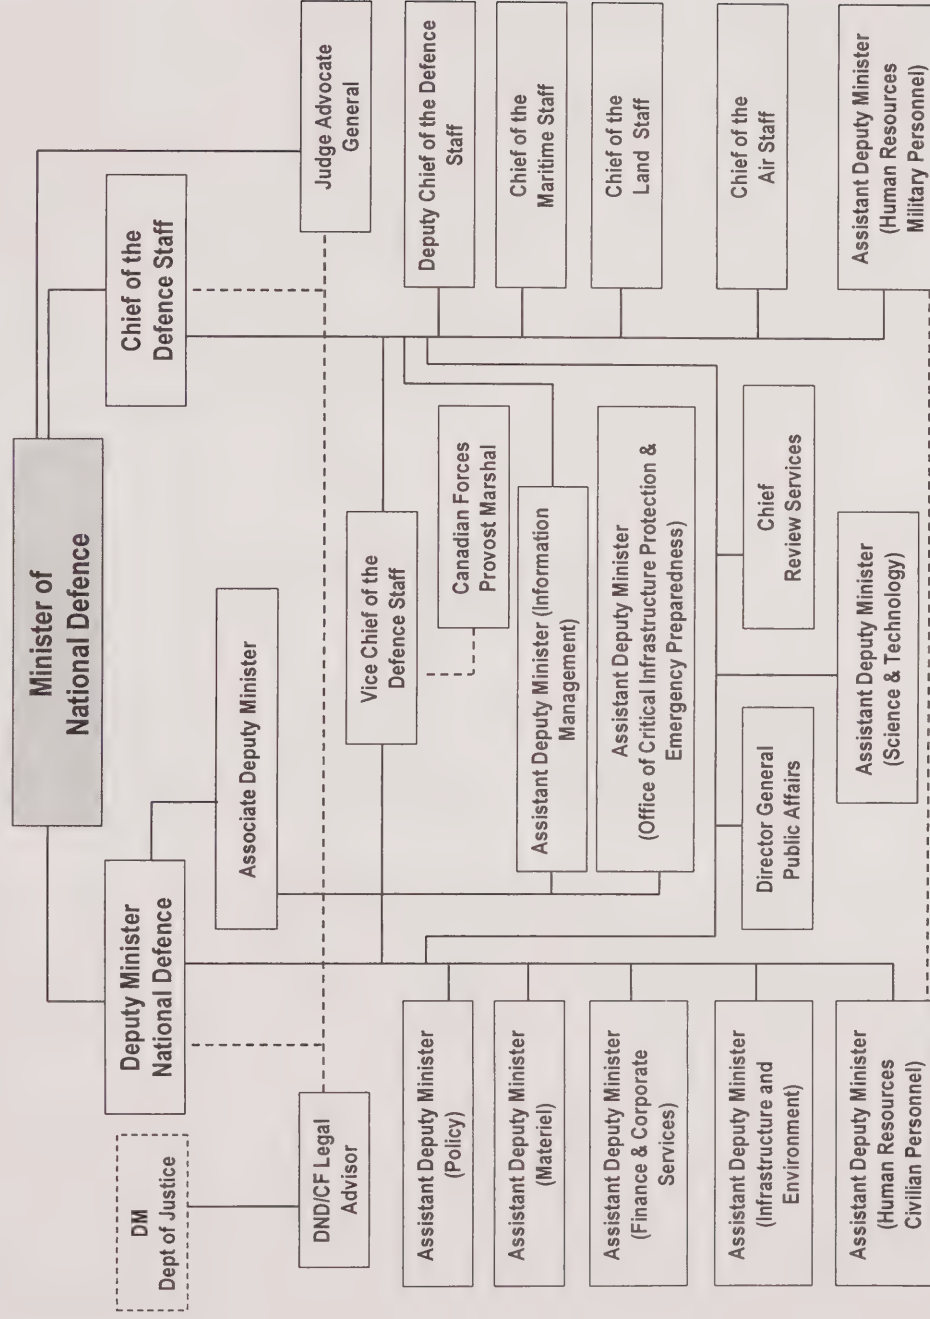 Minister of
National Defence
Deputy Minister
National Defence
Chief of the
Defence Staff
DM
Dept of Justice
Associate Deputy Minister
DND/CF Legal
Advisor
Judge Advocate
General
Vice Chief of the
Defence Staff
Canadian Forces
Provost Marshal
Assistant Deputy Minister
(Policy)
Deputy Chief of the Defence
Staff
Assistant Deputy Minister
(Materiel)
Assistant Deputy Minister (Information
Management)
Chief of the
Maritime Staff
Assistant Deputy Minister
(Finance & Corporate
Services)
Assistant Deputy Minister
(Office of Critical Infrastructure Protection &
Emergency Preparedness)
Chief of the
Land Staff
Assistant Deputy Minister
(Infrastructure and
Environment)
Director General
Public Affairs
Chief
Review Services
Chief of the
Air Staff
Assistant Deputy Minister
(Human Resources
Civilian Personnel)
Assistant Deputy Minister
(Science & Technology)
Assistant Deputy Minister
(Human Resources
Military Personnel)